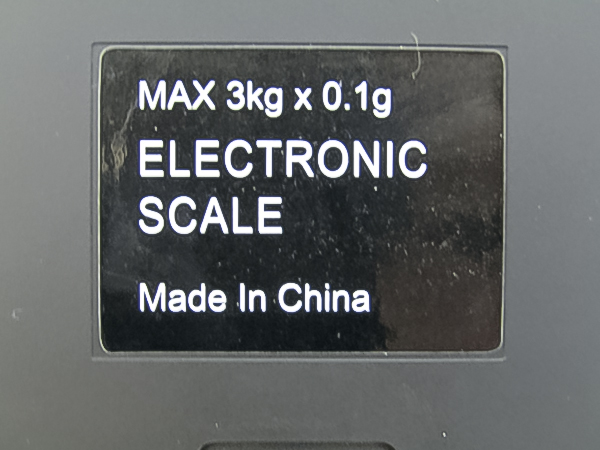 MAX 3kg x 0.1g
ELECTRONIC
SCALE
Made In China